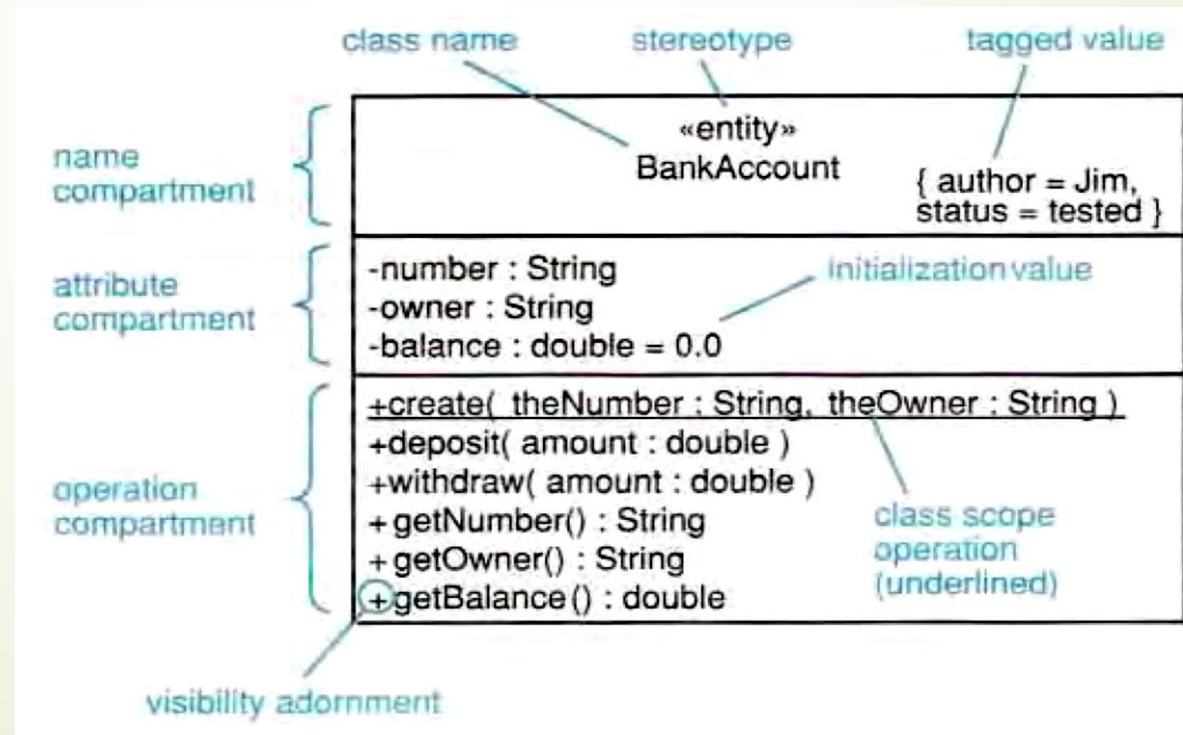 class name stereotype tagged value
«entity»
BankAccount
{ author = Jim,
status = tested }
name
compartment
attribute
compartment
-number : String
-owner : String
-balance : double = 0.0
initialization value
operation
compartment
+create( theNumber : String, theOwner : String )
+deposit( amount : double )
+withdraw( amount : double )
+getNumber() : String
+getOwner() : String
+getBalance() : double
class scope
operation
(underlined)
visibility adornment